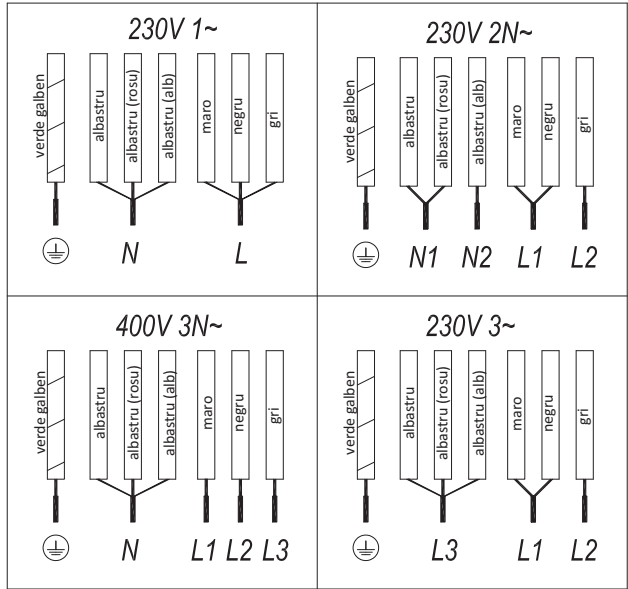 230V 1~
verde galben
albastru
albastru (rosu)
albastru (alb)
maro
negru
gri
N
L
230V 2N~
verde galben
albastru
albastru (rosu)
albastru (alb)
maro
negru
gri
N1
N2
L1
L2
400V 3N~
verde galben
albastru
albastru (rosu)
albastru (alb)
maro
negru
gri
N
L1
L2
L3
230V 3~
verde galben
albastru
albastru (rosu)
albastru (alb)
maro
negru
gri
L3
L1
L2